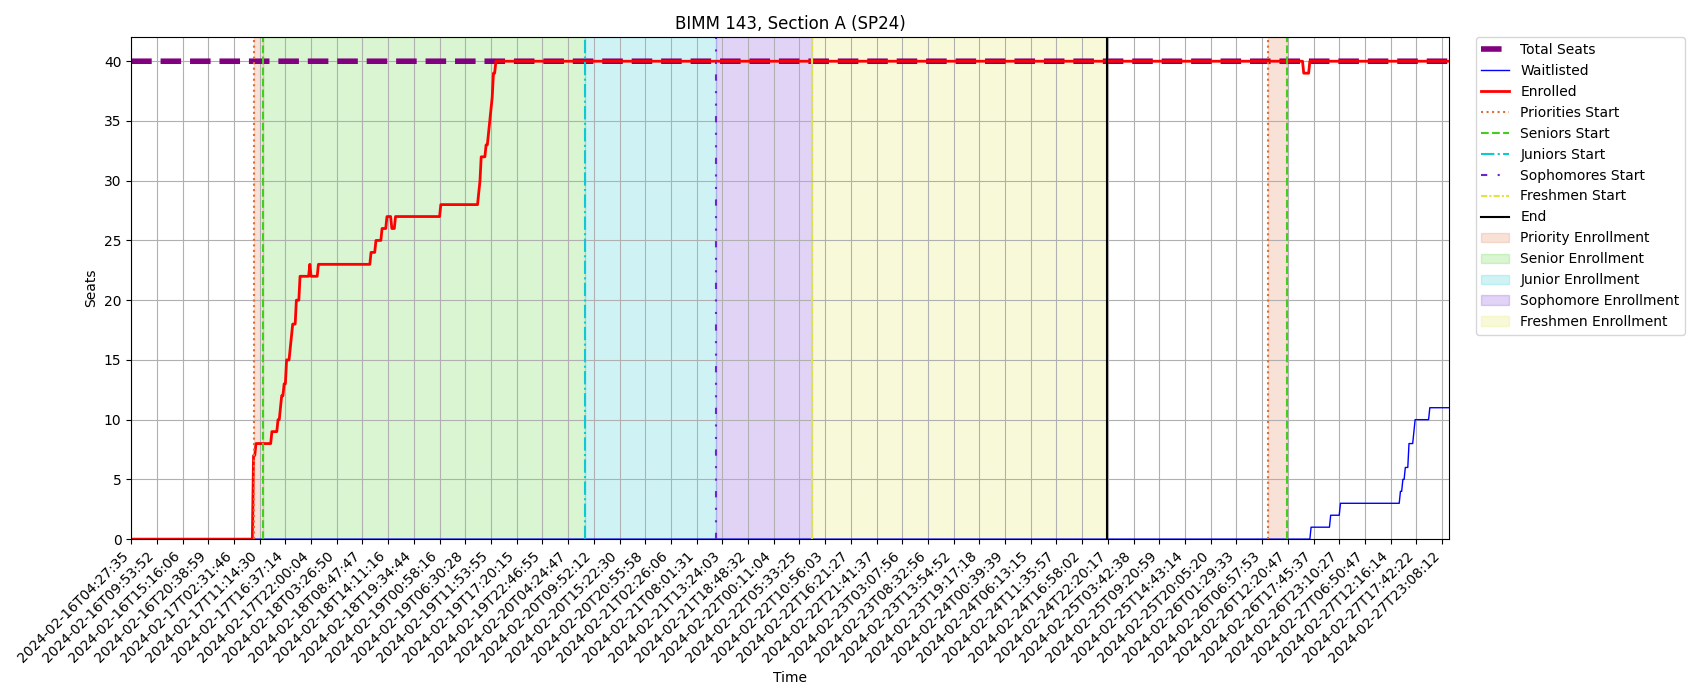 BIMM 143, Section A (SP24)
Seats
40
35
30
25
20
15
10
5
0
2024-02-16T04:27:35
2024-02-16T09:53:52
2024-02-16T15:16:06
2024-02-16T20:38:59
2024-02-17T02:31:46
2024-02-17T11:14:30
2024-02-17T16:37:14
2024-02-17T22:00:04
2024-02-18T03:26:50
2024-02-18T08:47:47
2024-02-18T14:11:16
2024-02-18T19:34:44
2024-02-19T00:58:16
2024-02-19T06:30:28
2024-02-19T11:53:55
2024-02-19T17:20:15
2024-02-19T22:46:55
2024-02-20T04:24:47
2024-02-20T09:52:12
2024-02-20T15:22:30
2024-02-20T20:55:58
2024-02-21T02:26:06
2024-02-21T08:01:31
2024-02-21T13:24:03
2024-02-21T18:48:32
2024-02-22T00:11:04
2024-02-22T05:33:25
2024-02-22T10:56:03
2024-02-22T16:21:27
2024-02-22T21:41:37
2024-02-23T03:07:56
2024-02-23T08:32:56
2024-02-23T13:54:52
2024-02-23T19:17:18
2024-02-24T00:39:39
2024-02-24T06:13:15
2024-02-24T11:35:57
2024-02-24T16:58:02
2024-02-24T22:20:17
2024-02-25T03:42:38
2024-02-25T09:20:59
2024-02-25T14:43:14
2024-02-25T20:05:20
2024-02-26T01:29:33
2024-02-26T06:57:53
2024-02-26T12:20:47
2024-02-26T17:45:37
2024-02-26T23:10:27
2024-02-27T06:50:47
2024-02-27T12:16:14
2024-02-27T17:42:22
2024-02-27T23:08:12
Time
Total Seats
Waitlisted
Enrolled
Priorities Start
Seniors Start
Juniors Start
Sophomores Start
Freshmen Start
End
Priority Enrollment
Senior Enrollment
Junior Enrollment
Sophomore Enrollment
Freshmen Enrollment